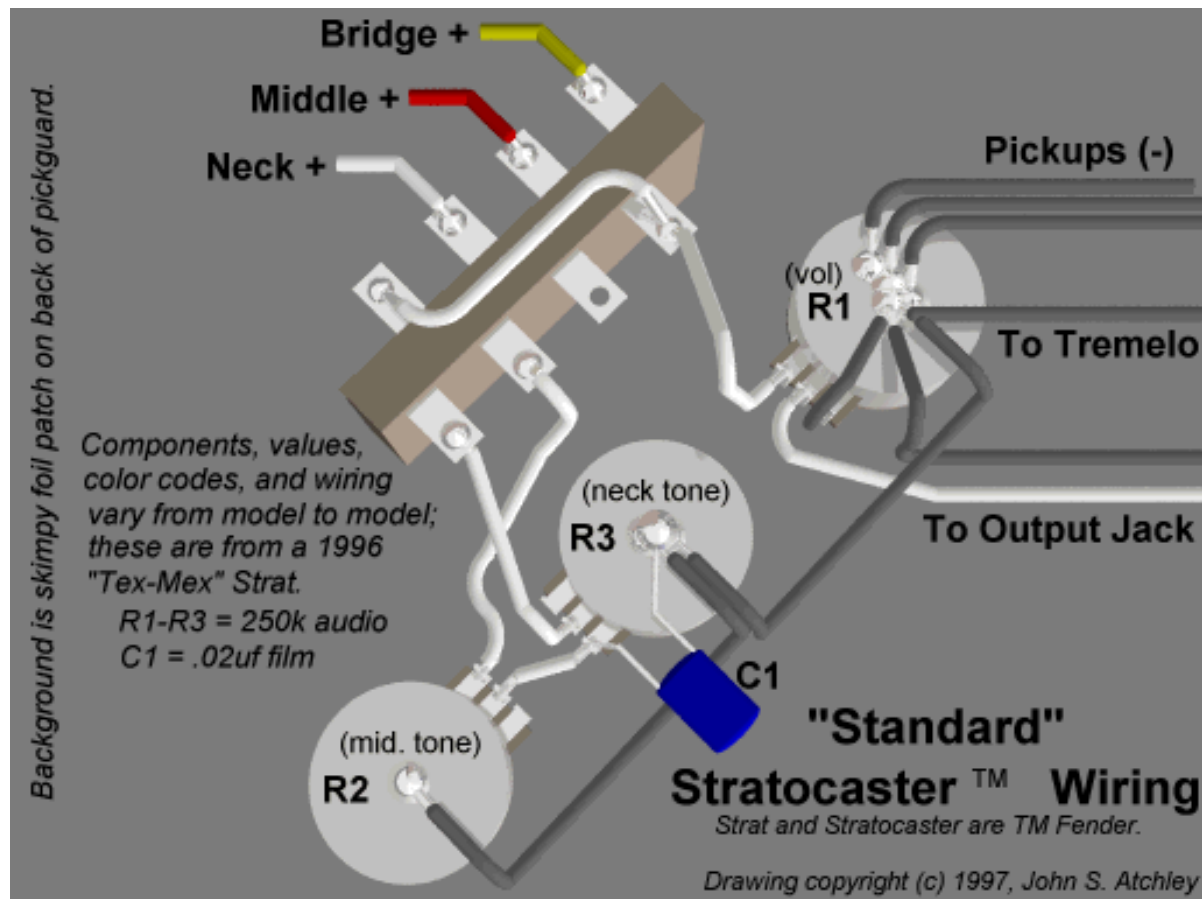 Bridge +
Middle +
Neck +
Background is skimpy foil patch on back of pickguard.
Pickups (-)
(vol)
R1
To Tremelo
Components, values,
color codes, and wiring
vary from model to model;
these are from a 1996
"Tex-Mex" Strat.
R1-R3 = 250k audio
C1 = .02uf film
(neck tone)
R3
To Output Jack
C1
(mid. tone)
R2
"Standard"
Stratocaster TM Wiring
Strat and Stratocaster are TM Fender.
Drawing copyright (c) 1997, John S. Atchley